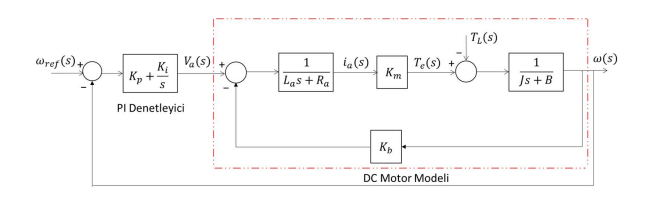 T_L(s)
ω_ref(s) + −
K_p + K_i/s
V_a(s) + −
1/(L_a s + R_a)
i_a(s)
K_m
T_e(s) + −
1/(Js + B)
ω(s)
PI Denetleyici
K_b
DC Motor Modeli